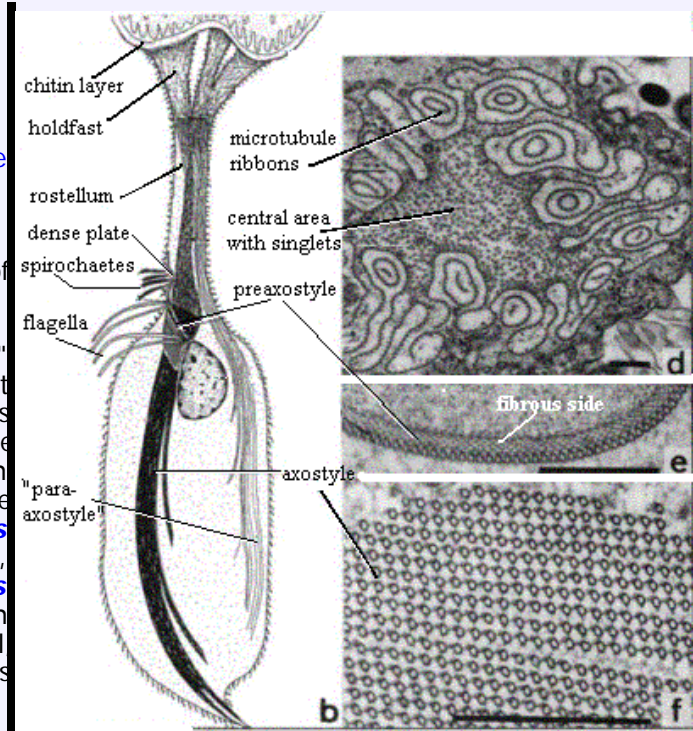 chitin layer
holdfast
rostellum
dense plate
spirochaetes
flagella
"para-
axostyle"
microtubule
ribbons
central area
with singlets
preaxostyle
axostyle
b
d
fibrous side
e
f